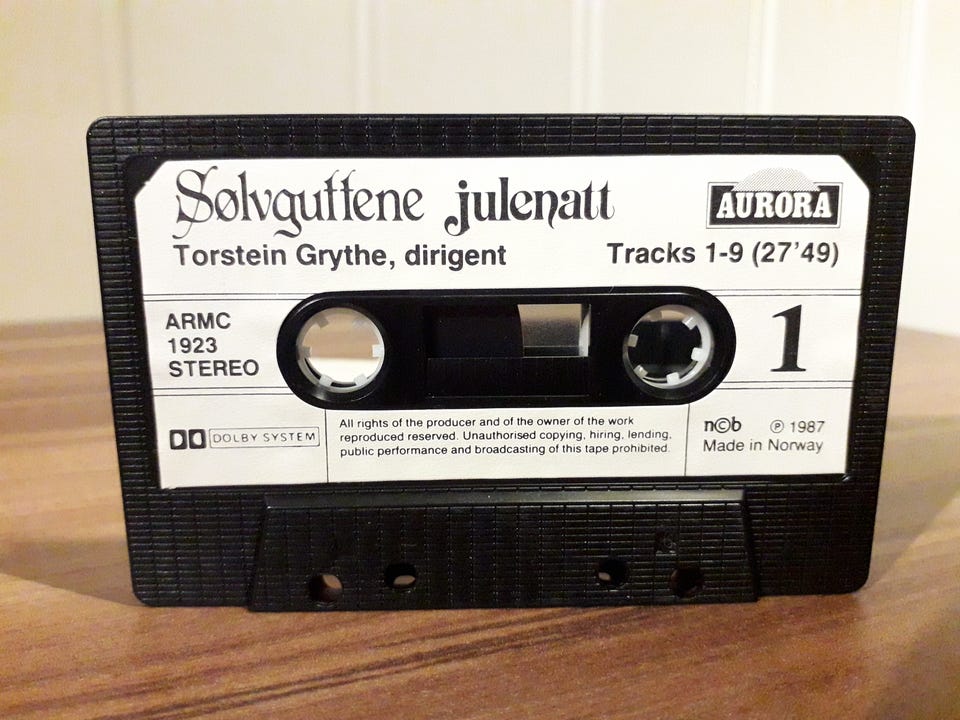 Sølvguttene julenatt
AURORA
Torstein Grythe, dirigent
Tracks 1-9 (27'49)
ARMC
1923
STEREO
1
DOLBY SYSTEM
All rights of the producer and of the owner of the work
reproduced reserved. Unauthorised copying, hiring, lending,
public performance and broadcasting of this tape prohibited.
n©b
℗ 1987
Made in Norway